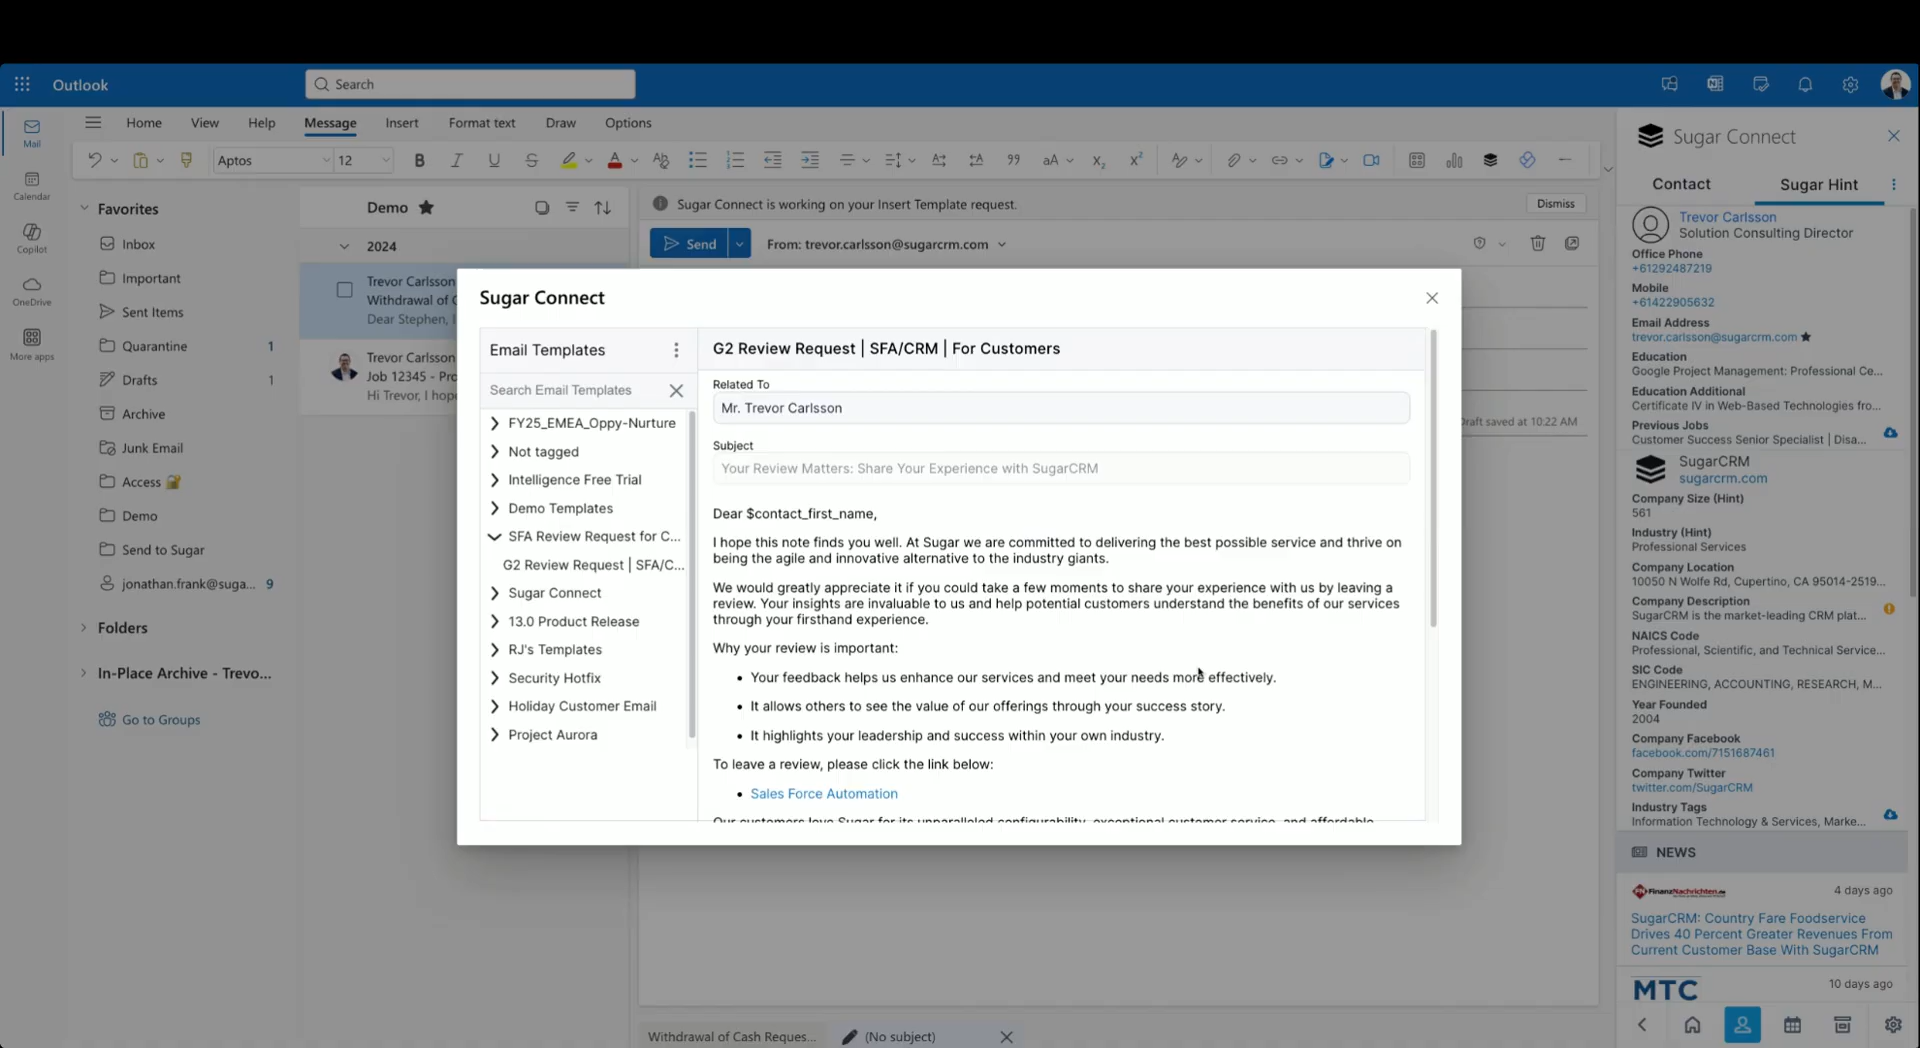 Outlook
Search
Home
View
Help
Message
Insert
Format text
Draw
Options
Aptos
12
Mail
Calendar
Copilot
OneDrive
More apps
Favorites
Inbox
Important
Sent Items
Quarantine 1
Drafts 1
Archive
Junk Email
Access
Demo
Send to Sugar
jonathan.frank@suga... 9
Folders
In-Place Archive - Trevo...
Go to Groups
Demo
2024
Trevor Carlsson
Withdrawal of
Dear Stephen, I
Trevor Carlsson
Job 12345 - Pro
Hi Trevor, I hope
Sugar Connect is working on your Insert Template request.
Dismiss
Send
From: trevor.carlsson@sugarcrm.com
Draft saved at 10:22 AM
Sugar Connect
Email Templates
Search Email Templates
FY25_EMEA_Oppy-Nurture
Not tagged
Intelligence Free Trial
Demo Templates
SFA Review Request for C...
G2 Review Request | SFA/C...
Sugar Connect
13.0 Product Release
RJ's Templates
Security Hotfix
Holiday Customer Email
Project Aurora
G2 Review Request | SFA/CRM | For Customers
Related To
Mr. Trevor Carlsson
Subject
Your Review Matters: Share Your Experience with SugarCRM
Dear $contact_first_name,
I hope this note finds you well. At Sugar we are committed to delivering the best possible service and thrive on
being the agile and innovative alternative to the industry giants.
We would greatly appreciate it if you could take a few moments to share your experience with us by leaving a
review. Your insights are invaluable to us and help potential customers understand the benefits of our services
through your firsthand experience.
Why your review is important:
• Your feedback helps us enhance our services and meet your needs more effectively.
• It allows others to see the value of our offerings through your success story.
• It highlights your leadership and success within your own industry.
To leave a review, please click the link below:
• Sales Force Automation
Our customers love Sugar for its unparalleled configurability, exceptional customer service, and affordable
Withdrawal of Cash Reques...
(No subject)
Sugar Connect
Contact
Sugar Hint
Trevor Carlsson
Solution Consulting Director
Office Phone
+61292487219
Mobile
+61422905632
Email Address
trevor.carlsson@sugarcrm.com
Education
Google Project Management: Professional Ce...
Education Additional
Certificate IV in Web-Based Technologies fro...
Previous Jobs
Customer Success Senior Specialist | Disa...
SugarCRM
sugarcrm.com
Company Size (Hint)
561
Industry (Hint)
Professional Services
Company Location
10050 N Wolfe Rd, Cupertino, CA 95014-2519...
Company Description
SugarCRM is the market-leading CRM plat...
NAICS Code
Professional, Scientific, and Technical Service...
SIC Code
ENGINEERING, ACCOUNTING, RESEARCH, M...
Year Founded
2004
Company Facebook
facebook.com/7151687461
Company Twitter
twitter.com/SugarCRM
Industry Tags
Information Technology & Services, Marke...
NEWS
FinanzNachrichten.de
4 days ago
SugarCRM: Country Fare Foodservice
Drives 40 Percent Greater Revenues From
Current Customer Base With SugarCRM
MTC
10 days ago